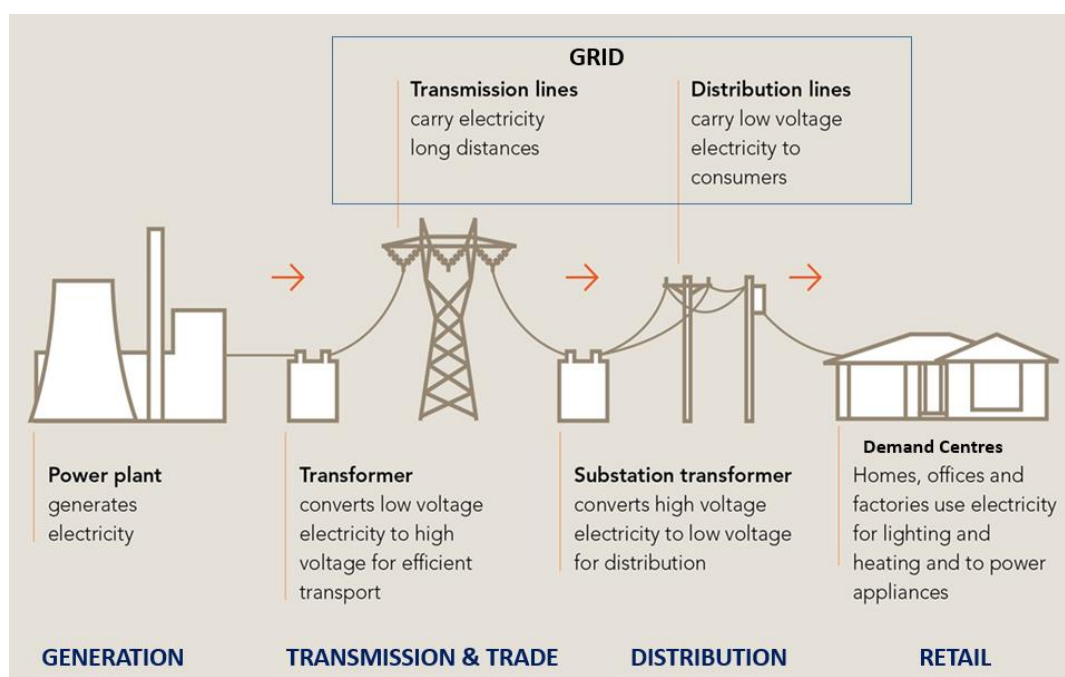 GRID
Transmission lines
carry electricity
long distances
Distribution lines
carry low voltage
electricity to
consumers
Power plant
generates
electricity
Transformer
converts low voltage
electricity to high
voltage for efficient
transport
Substation transformer
converts high voltage
electricity to low voltage
for distribution
Demand Centres
Homes, offices and
factories use electricity
for lighting and
heating and to power
appliances
GENERATION
TRANSMISSION & TRADE
DISTRIBUTION
RETAIL